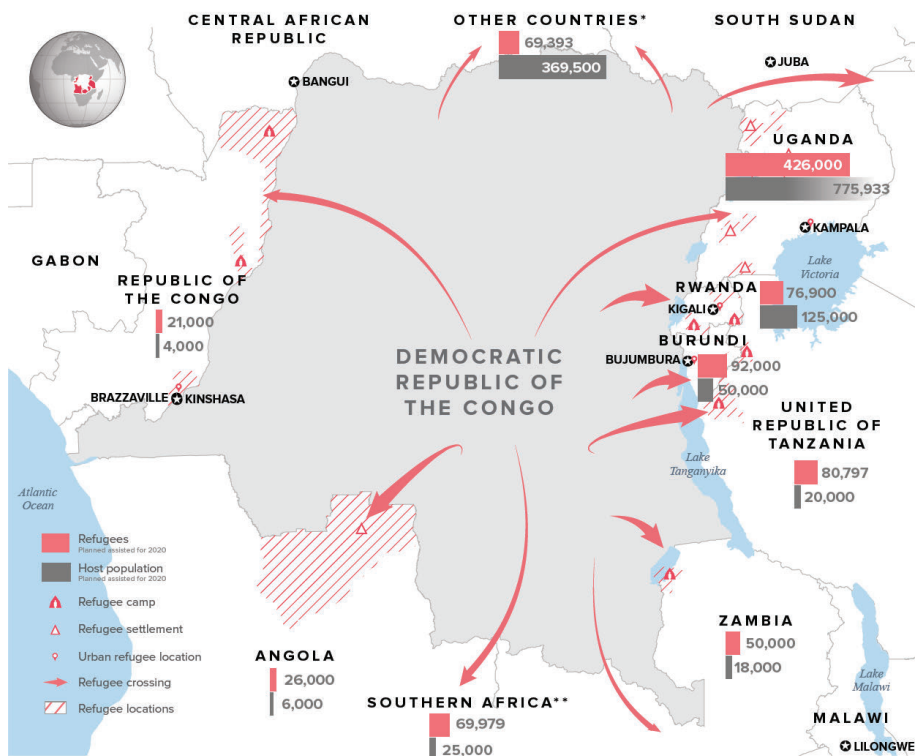 CENTRAL AFRICAN
REPUBLIC
OTHER COUNTRIES*
69,393
369,500
SOUTH SUDAN
JUBA
BANGUI
UGANDA
426,000
775,933
KAMPALA
Lake
Victoria
GABON
REPUBLIC OF
THE CONGO
21,000
4,000
RWANDA
76,900
125,000
KIGALI
BURUNDI
BUJUMBURA
92,000
50,000
DEMOCRATIC
REPUBLIC OF
THE CONGO
BRAZZAVILLE
KINSHASA
UNITED
REPUBLIC OF
TANZANIA
80,797
20,000
Lake
Tanganyika
Atlantic
Ocean
Refugees
Planned assisted for 2020
Host population
Planned assisted for 2020
Refugee camp
Refugee settlement
Urban refugee location
Refugee crossing
Refugee locations
ANGOLA
26,000
6,000
SOUTHERN AFRICA**
69,979
25,000
ZAMBIA
50,000
18,000
Lake
Malawi
MALAWI
LILONGWE